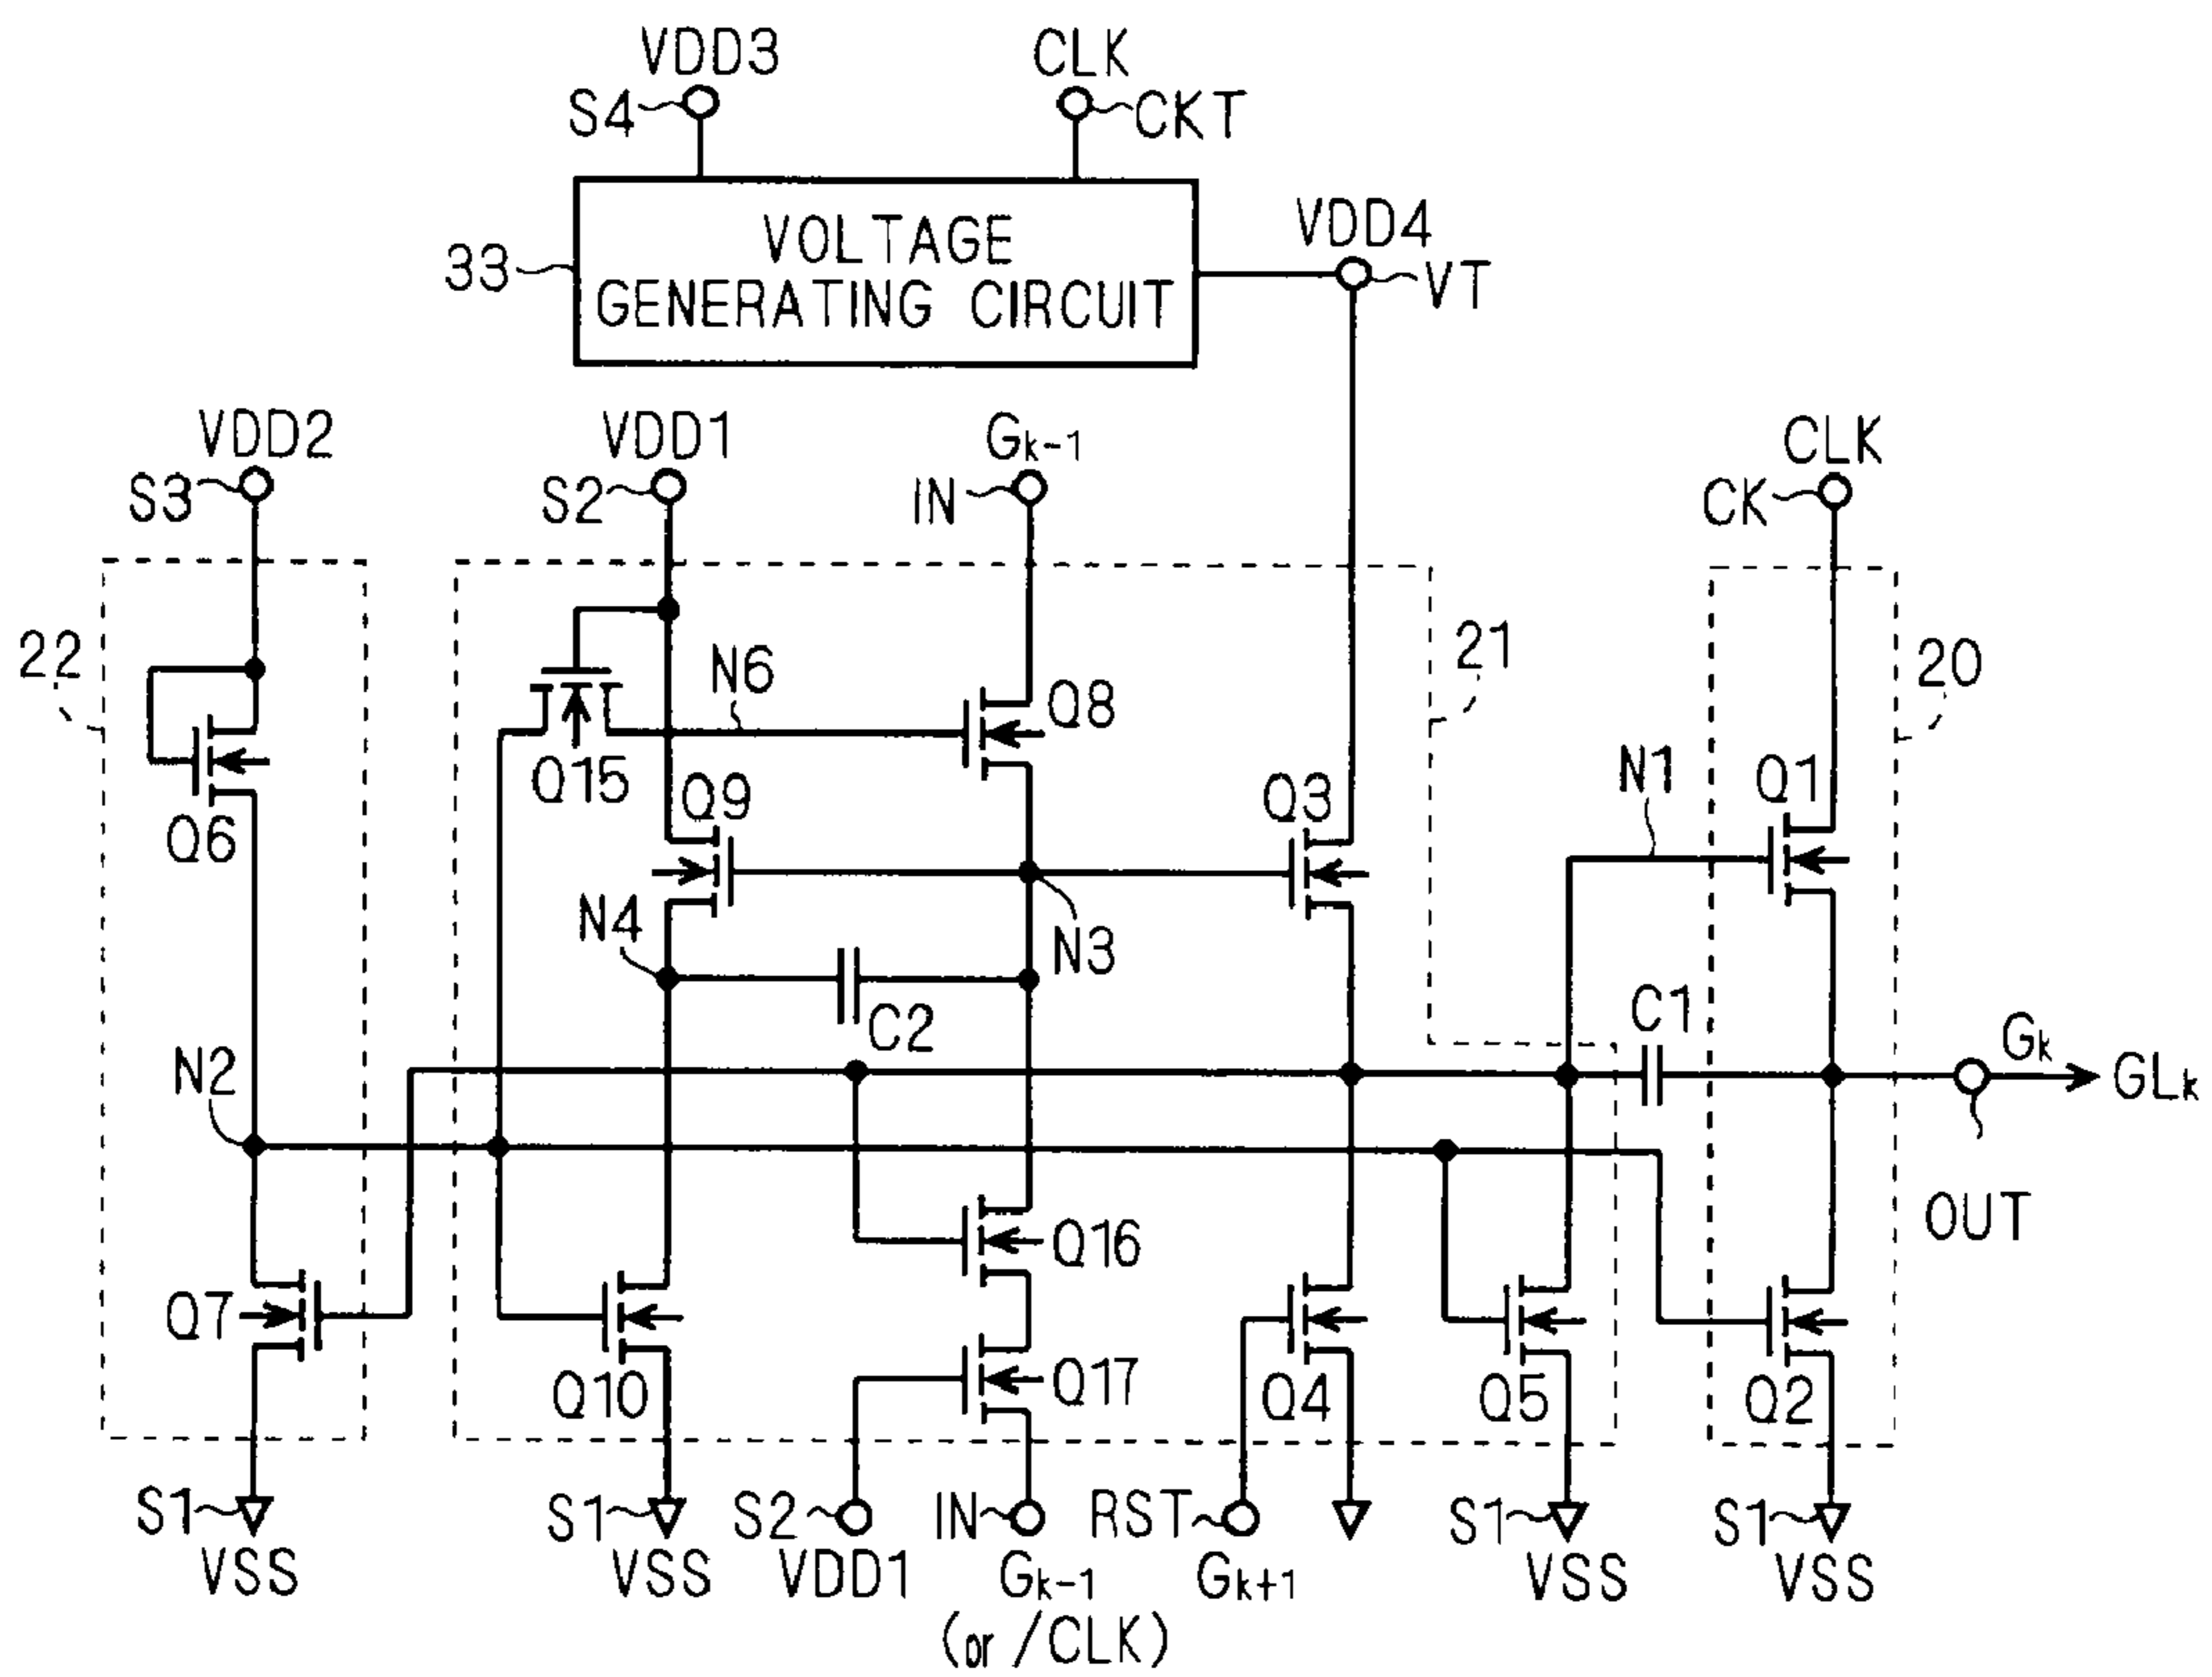 VDD3
CLK
S4
CKT
VOLTAGE
GENERATING CIRCUIT
33
VDD4
VT
VDD2
S3
VDD1
S2
Gk-1
IN
CLK
CK
22
21
20
N6
Q8
Q15
Q9
Q3
N1
Q1
Q6
N4
N3
C2
C1
Gk
GLk
N2
OUT
Q16
Q7
Q17
Q10
Q4
Q5
Q2
S1
VSS
S1
VSS
S2
VDD1
IN
Gk-1
(or /CLK)
RST
Gk+1
S1
VSS
S1
VSS